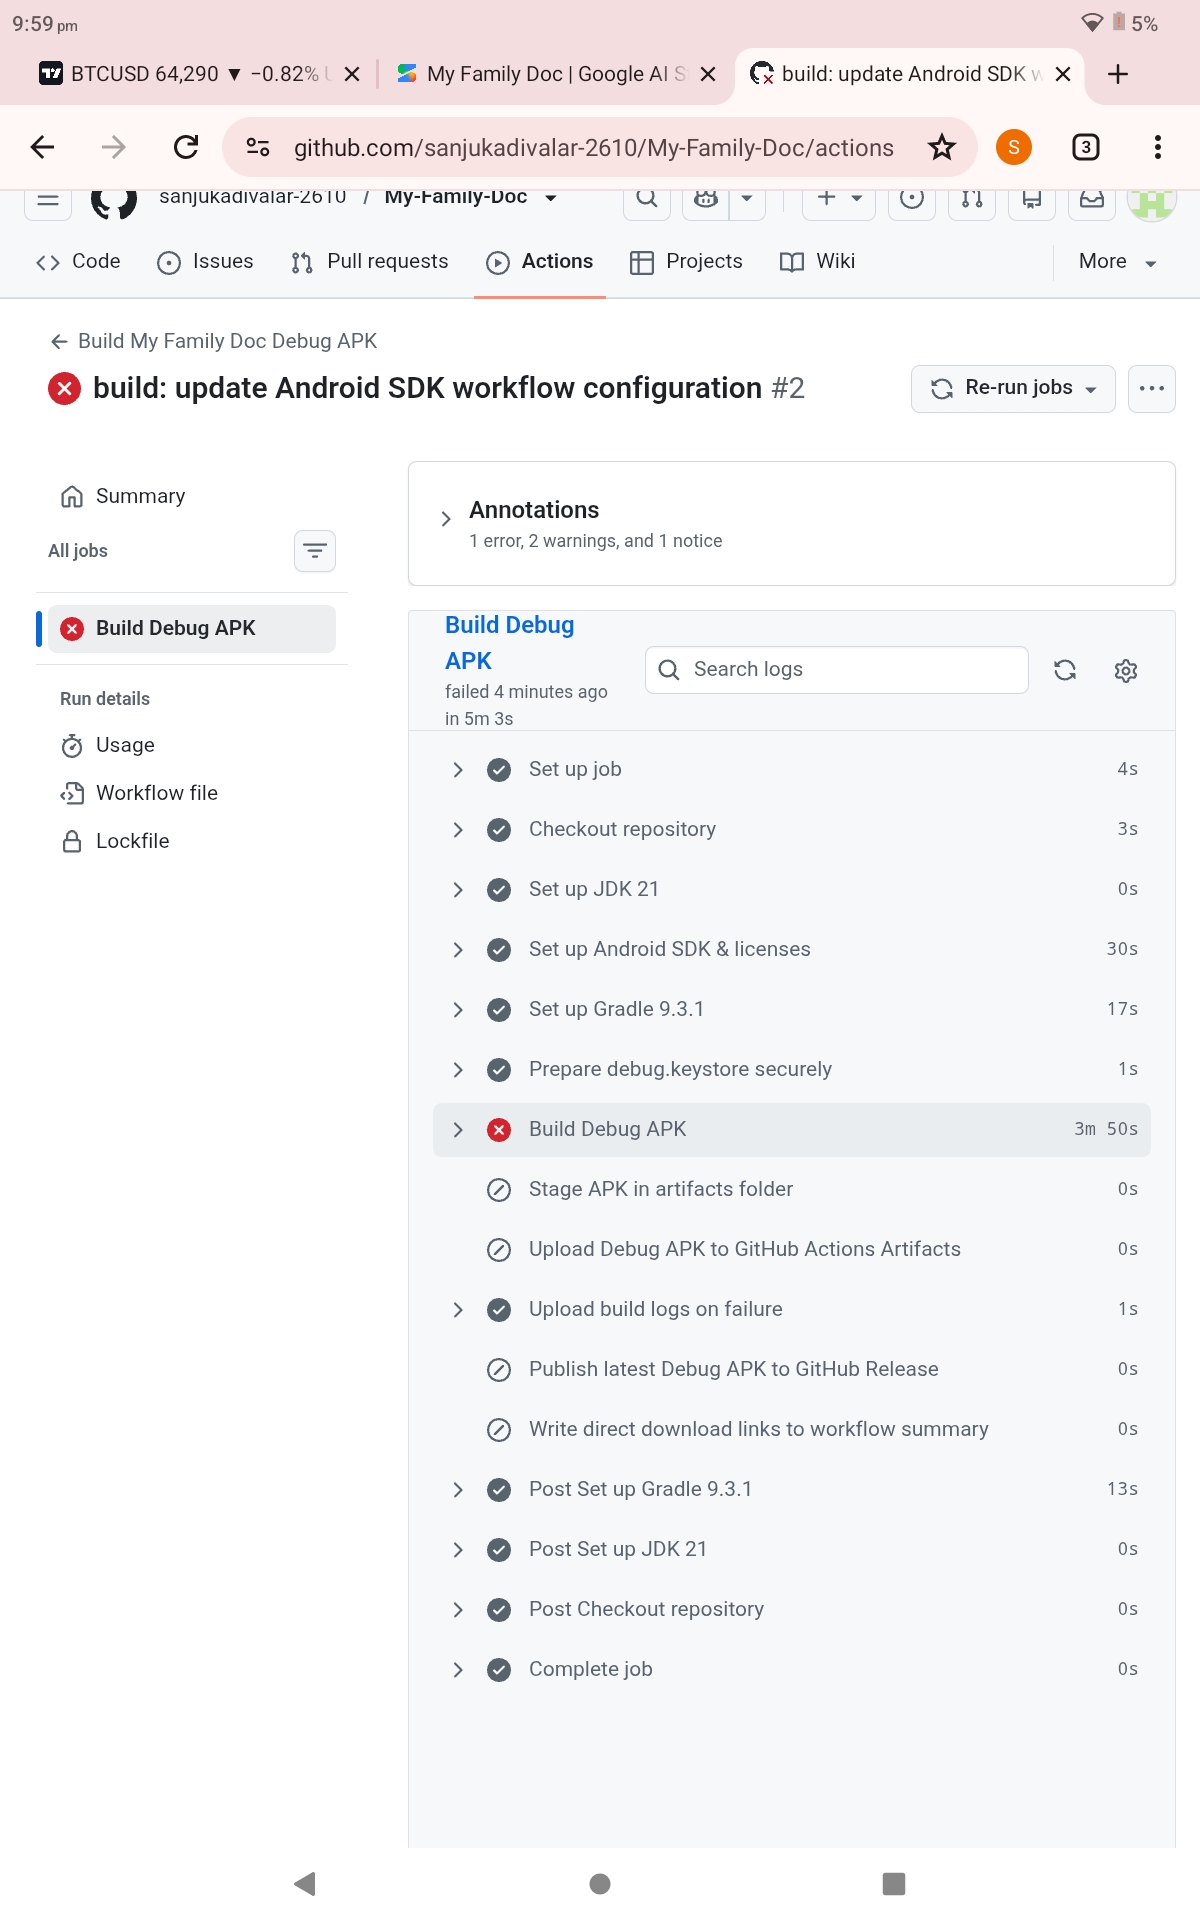 9:59 pm
5%
BTCUSD 64,290 ▼ −0.82%
My Family Doc | Google AI S
build: update Android SDK w
github.com/sanjukadivalar-2610/My-Family-Doc/actions
S
3
sanjukadivalar-2610 / My-Family-Doc
Code
Issues
Pull requests
Actions
Projects
Wiki
More
← Build My Family Doc Debug APK
build: update Android SDK workflow configuration #2
Re-run jobs
Summary
All jobs
Build Debug APK
Run details
Usage
Workflow file
Lockfile
Annotations
1 error, 2 warnings, and 1 notice
Build Debug
APK
failed 4 minutes ago
in 5m 3s
Search logs
Set up job 4s
Checkout repository 3s
Set up JDK 21 0s
Set up Android SDK & licenses 30s
Set up Gradle 9.3.1 17s
Prepare debug.keystore securely 1s
Build Debug APK 3m 50s
Stage APK in artifacts folder 0s
Upload Debug APK to GitHub Actions Artifacts 0s
Upload build logs on failure 1s
Publish latest Debug APK to GitHub Release 0s
Write direct download links to workflow summary 0s
Post Set up Gradle 9.3.1 13s
Post Set up JDK 21 0s
Post Checkout repository 0s
Complete job 0s